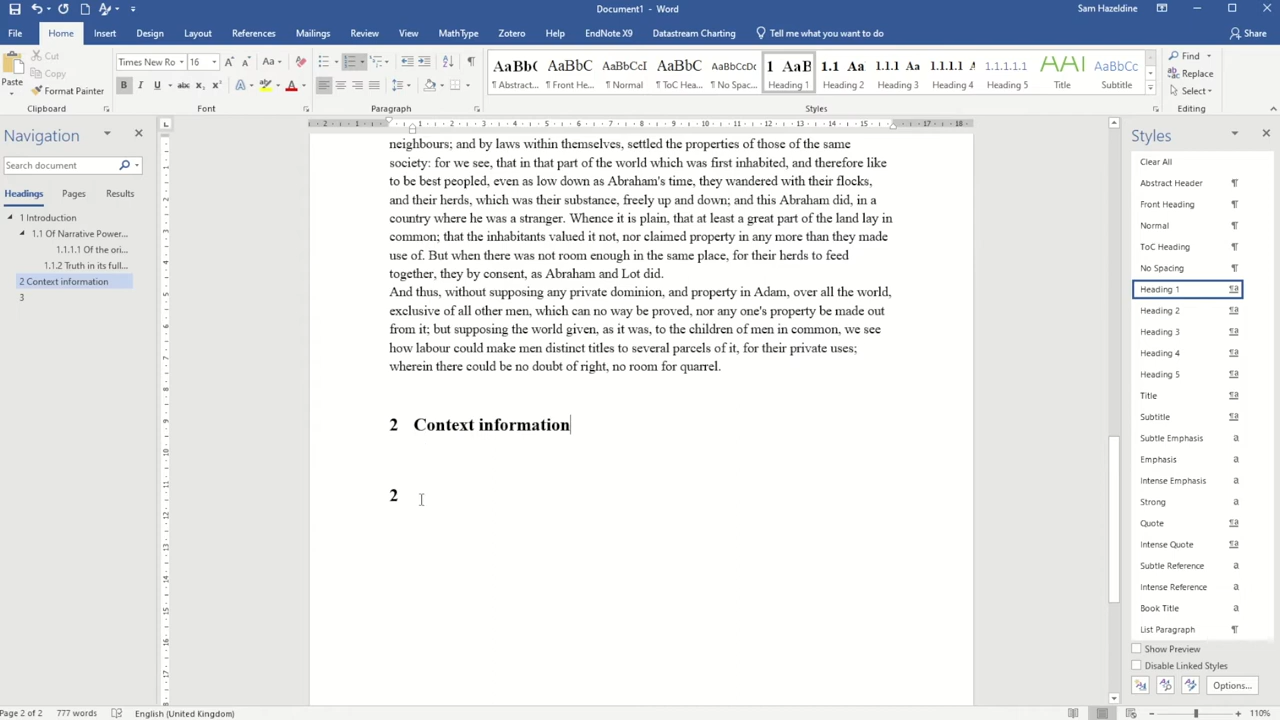 Document1 - Word
Sam Hazeldine
File Home Insert Design Layout References Mailings Review View MathType Zotero Help EndNote X9 Datastream Charting Tell me what you want to do Share
Cut
Copy
Paste
Format Painter
Clipboard
Times New Ro 16
Font
Paragraph
AaBb( AaBbC AaBbCcI AaBbC AaBbCcDc 1 AaB 1.1 Aa 1.1.1 Aa 1.1.1.1 1.1.1.1.1 AAI AaBbCc
¶ Abstract... ¶ Front He... ¶ Normal ¶ ToC Hea... ¶ No Spac... Heading 1 Heading 2 Heading 3 Heading 4 Heading 5 Title Subtitle
Styles
Find
Replace
Select
Editing
Navigation
Search document
Headings Pages Results
1 Introduction
1.1 Of Narrative Power...
1.1.1.1 Of the ori...
1.1.2 Truth in its full...
2 Context information
3
neighbours; and by laws within themselves, settled the properties of those of the same
society: for we see, that in that part of the world which was first inhabited, and therefore like
to be best peopled, even as low down as Abraham's time, they wandered with their flocks,
and their herds, which was their substance, freely up and down; and this Abraham did, in a
country where he was a stranger. Whence it is plain, that at least a great part of the land lay in
common; that the inhabitants valued it not, nor claimed property in any more than they made
use of. But when there was not room enough in the same place, for their herds to feed
together, they by consent, as Abraham and Lot did.
And thus, without supposing any private dominion, and property in Adam, over all the world,
exclusive of all other men, which can no way be proved, nor any one's property be made out
from it; but supposing the world given, as it was, to the children of men in common, we see
how labour could make men distinct titles to several parcels of it, for their private uses;
wherein there could be no doubt of right, no room for quarrel.
2 Context information
2
Styles
Clear All
Abstract Header
Front Heading
Normal
ToC Heading
No Spacing
Heading 1
Heading 2
Heading 3
Heading 4
Heading 5
Title
Subtitle
Subtle Emphasis
Emphasis
Intense Emphasis
Strong
Quote
Intense Quote
Subtle Reference
Intense Reference
Book Title
List Paragraph
Show Preview
Disable Linked Styles
Options...
Page 2 of 2 777 words English (United Kingdom) 110%